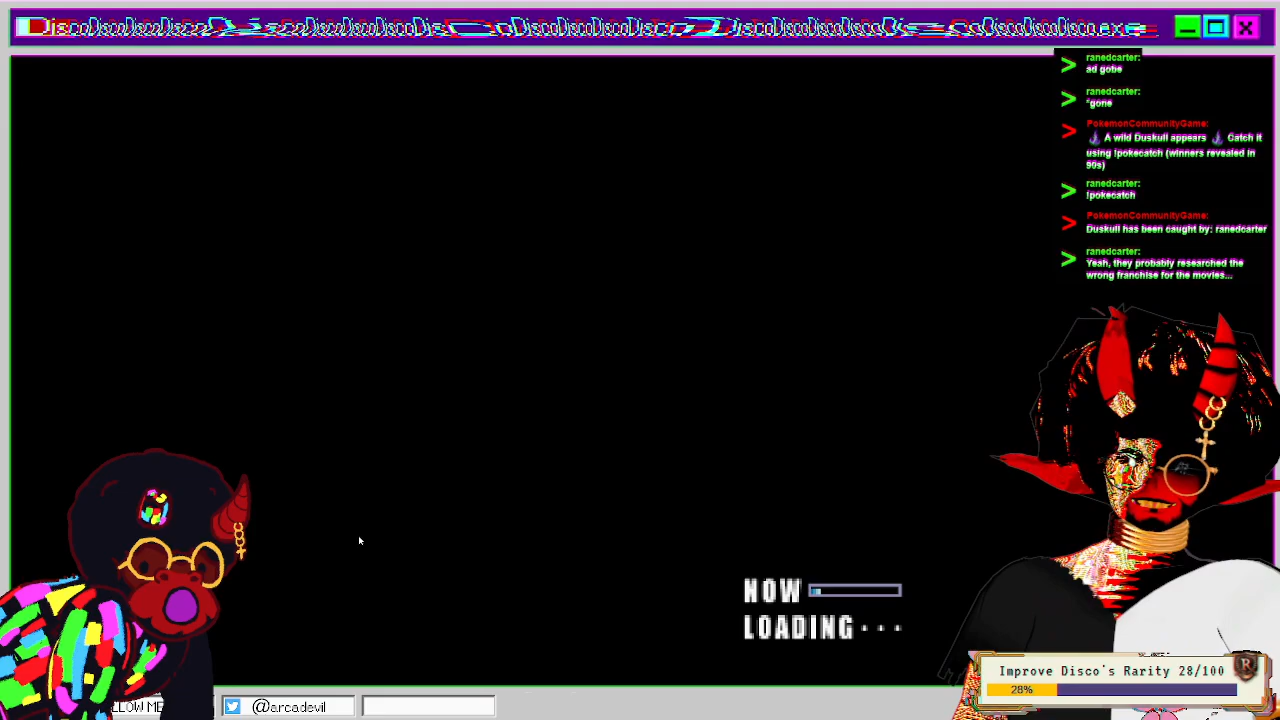 ranedcarter:
ad gobe
ranedcarter:
*gone
PokemonCommunityGame:
A wild Duskull appears Catch it
using !pokecatch (winners revealed in
90s)
ranedcarter:
!pokecatch
PokemonCommunityGame:
Duskull has been caught by: ranedcarter
ranedcarter:
Yeah, they probably researched the
wrong franchise for the movies...
NOW
LOADING...
Improve Disco's Rarity 28/100
28%
@arcadevil